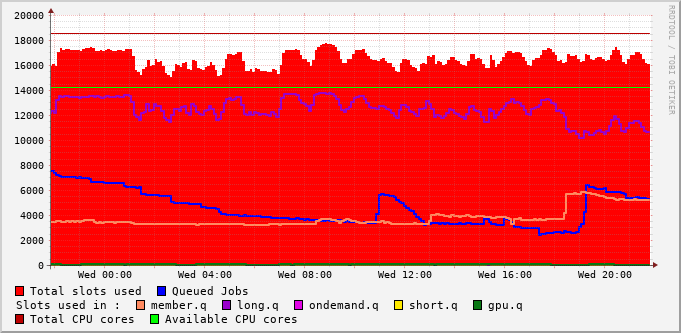 20000
18000
16000
14000
12000
10000
8000
6000
4000
2000
0
Wed 00:00 Wed 04:00 Wed 08:00 Wed 12:00 Wed 16:00 Wed 20:00
Total slots used Queued Jobs
Slots used in : member.q long.q ondemand.q short.q gpu.q
Total CPU cores Available CPU cores
RRDTOOL / TOBI OETIKER